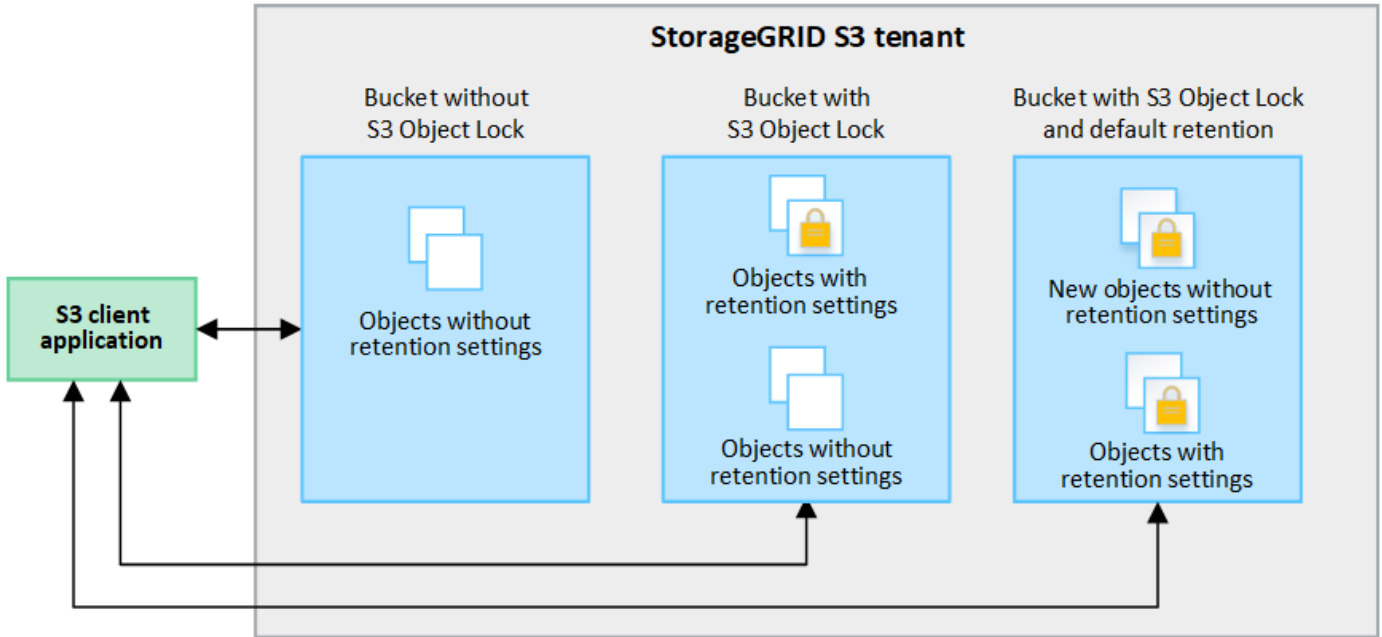 StorageGRID S3 tenant
Bucket without
S3 Object Lock
Bucket with
S3 Object Lock
Bucket with S3 Object Lock
and default retention
S3 client
application
Objects without
retention settings
Objects with
retention settings
Objects without
retention settings
New objects without
retention settings
Objects with
retention settings